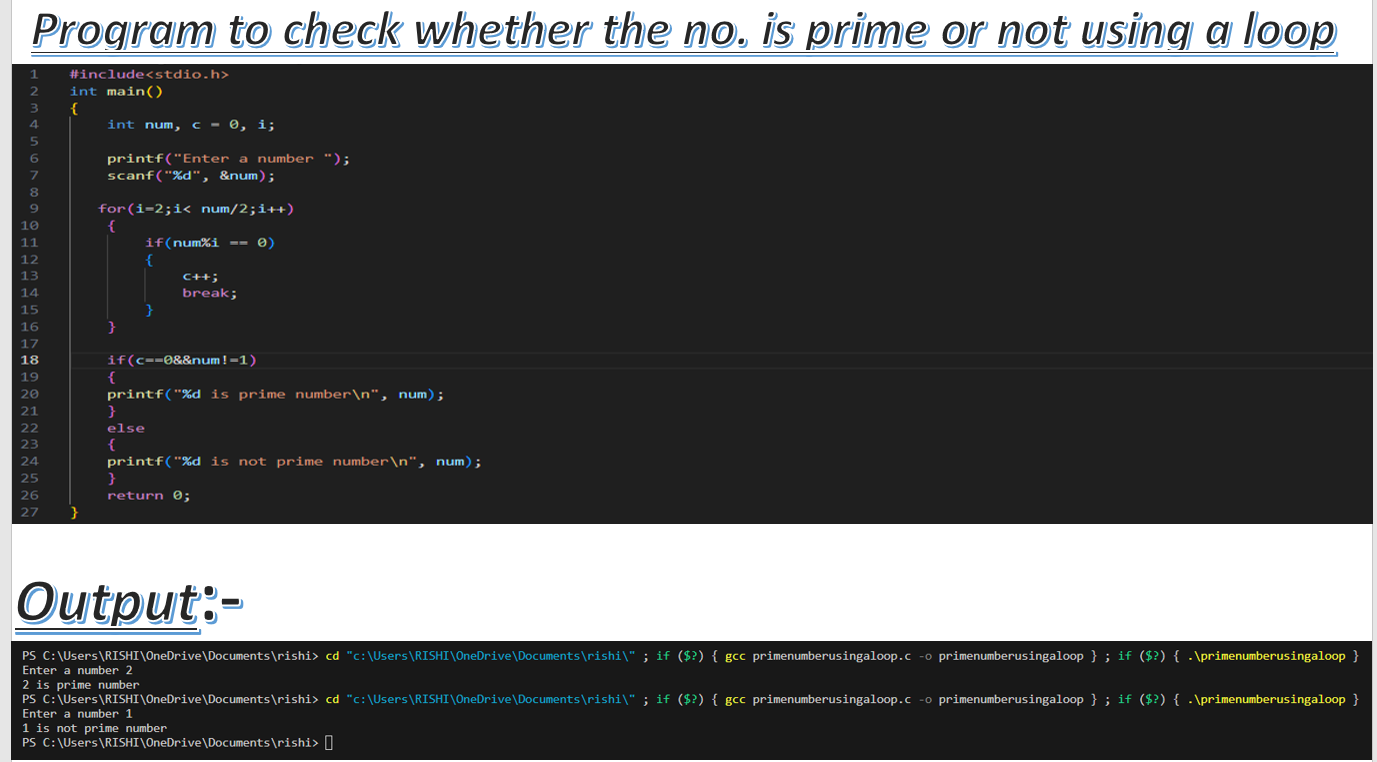 Program to check whether the no. is prime or not using a loop
1 #include<stdio.h>
2 int main()
3 {
4 int num, c = 0, i;
5
6 printf("Enter a number ");
7 scanf("%d", &num);
8
9 for(i=2;i< num/2;i++)
10 {
11 if(num%i == 0)
12 {
13 c++;
14 break;
15 }
16 }
17
18 if(c==0&&num!=1)
19 {
20 printf("%d is prime number\n", num);
21 }
22 else
23 {
24 printf("%d is not prime number\n", num);
25 }
26 return 0;
27 }
Output:-
PS C:\Users\RISHI\OneDrive\Documents\rishi> cd "c:\Users\RISHI\OneDrive\Documents\rishi\" ; if ($?) { gcc primenumberusingaloop.c -o primenumberusingaloop } ; if ($?) { .\primenumberusingaloop }
Enter a number 2
2 is prime number
PS C:\Users\RISHI\OneDrive\Documents\rishi> cd "c:\Users\RISHI\OneDrive\Documents\rishi\" ; if ($?) { gcc primenumberusingaloop.c -o primenumberusingaloop } ; if ($?) { .\primenumberusingaloop }
Enter a number 1
1 is not prime number
PS C:\Users\RISHI\OneDrive\Documents\rishi>